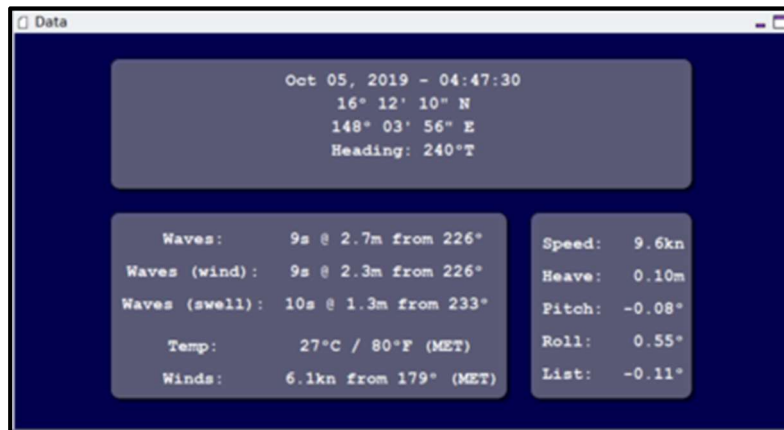 Data
Oct 05, 2019 - 04:47:30
16° 12' 10" N
148° 03' 56" E
Heading: 240°T
Waves: 9s @ 2.7m from 226°
Waves (wind): 9s @ 2.3m from 226°
Waves (swell): 10s @ 1.3m from 233°
Temp: 27°C / 80°F (MET)
Winds: 6.1kn from 179° (MET)
Speed: 9.6kn
Heave: 0.10m
Pitch: -0.08°
Roll: 0.55°
List: -0.11°